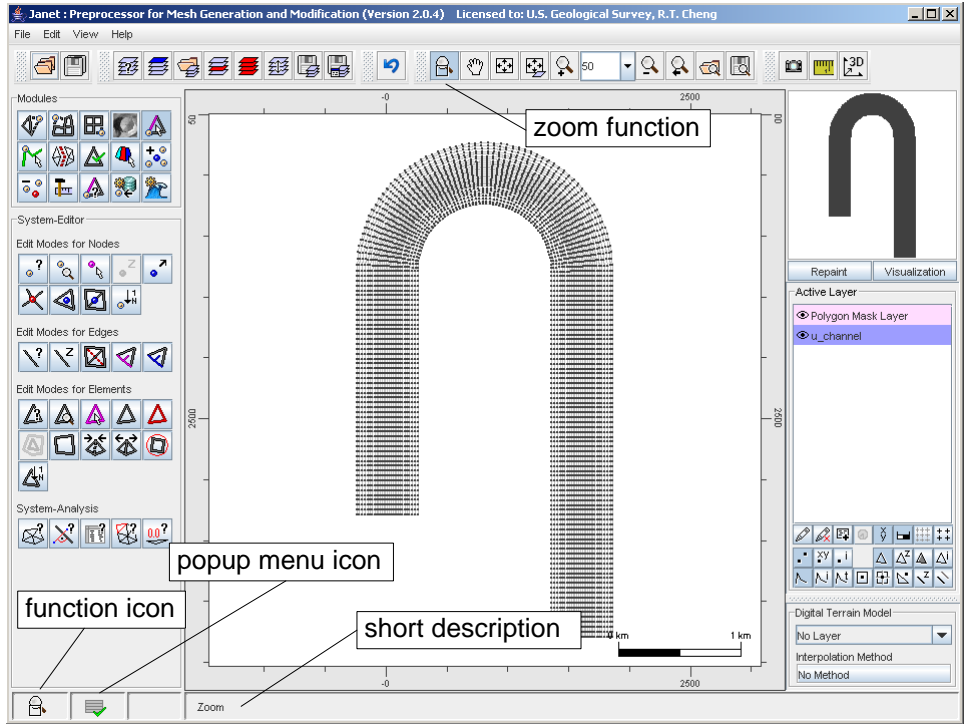 Janet : Preprocessor for Mesh Generation and Modification (Version 2.0.4) Licensed to: U.S. Geological Survey, R.T. Cheng
File Edit View Help
50
3D
Modules
-0
2500
zoom function
50
00
System-Editor
Edit Modes for Nodes
Repaint
Visualization
Active Layer
Polygon Mask Layer
u_channel
Edit Modes for Edges
Edit Modes for Elements
2500
2500
System-Analysis
0.0?
popup menu icon
function icon
short description
km
1 km
-0
2500
Digital Terrain Model
No Layer
Interpolation Method
No Method
Zoom